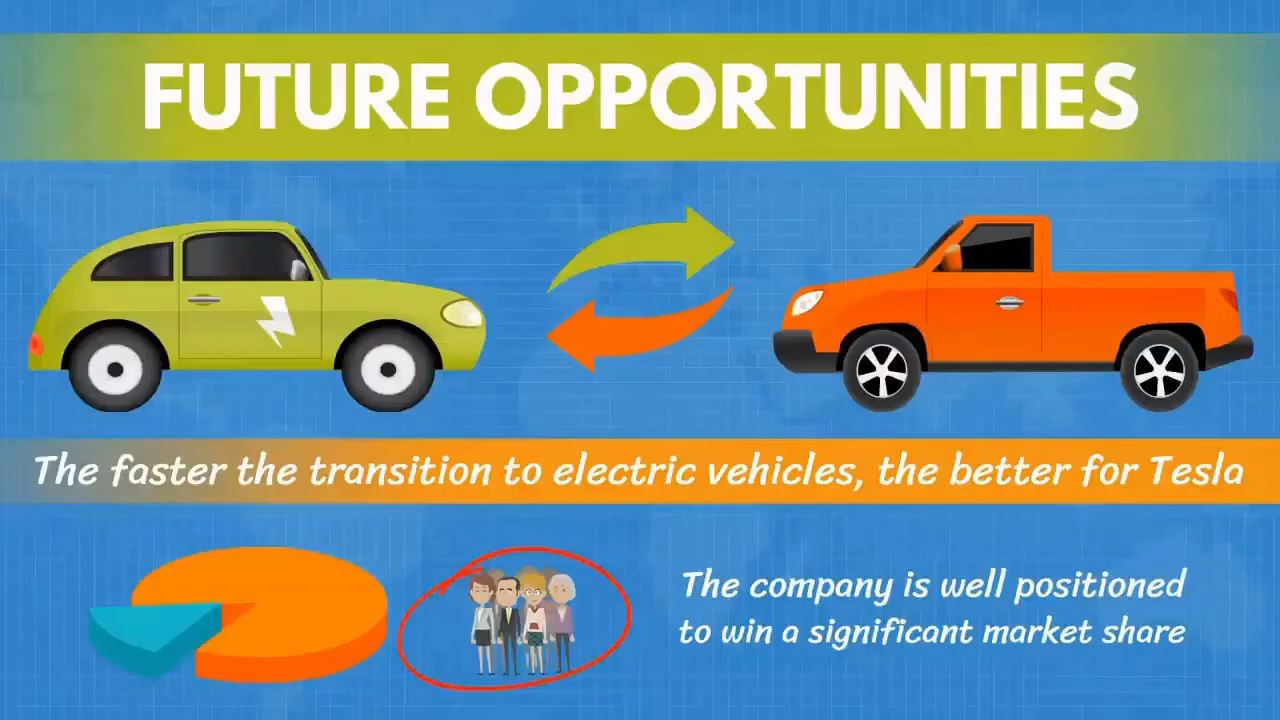 FUTURE OPPORTUNITIES
The faster the transition to electric vehicles, the better for Tesla
The company is well positioned
to win a significant market share